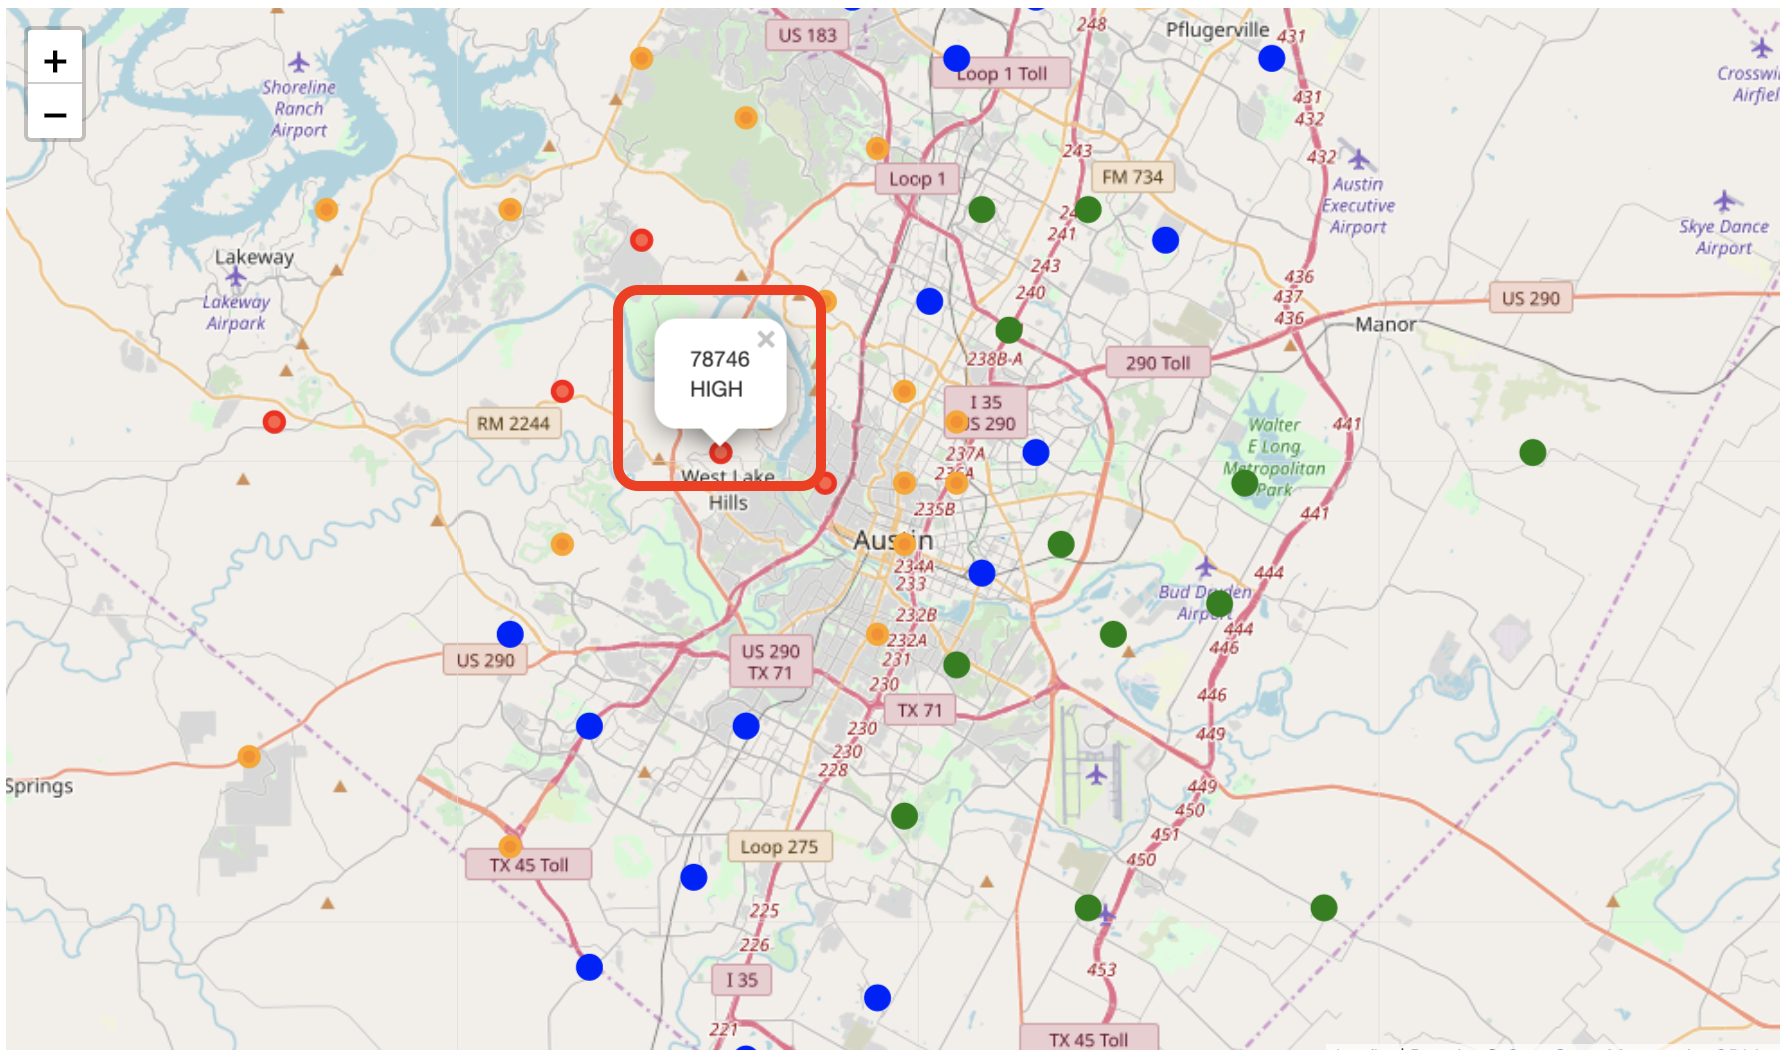 +
−
US 183
248
Pflugerville
431
Loop 1 Toll
Shoreline
Ranch
Airport
431
432
432
243
Loop 1
FM 734
Austin
Executive
Airport
Skye Dance
Airport
241
243
240
Lakeway
Lakeway
Airpark
436
437
436
US 290
Manor
238B-A
290 Toll
×
78746
HIGH
I 35
US 290
RM 2244
Walter
E Long
Metropolitan
Park
441
237A
236A
West Lake
Hills
235B
441
Austin
234A
233
444
Bud Dryden
Airport
232B
232A
231
230
444
446
446
US 290
US 290
TX 71
TX 71
230
230
228
449
449
450
451
450
Springs
Loop 275
TX 45 Toll
225
226
453
I 35
221
TX 45 Toll